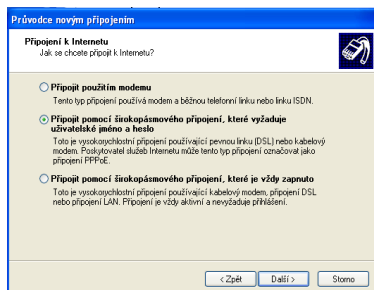 Průvodce novým připojením
Připojení k Internetu
Jak se chcete připojit k Internetu?
Připojit použitím modemu
Tento typ připojení používá modem a běžnou telefonní linku nebo linku ISDN.
Připojit pomocí širokopásmového připojení, které vyžaduje
uživatelské jméno a heslo
Toto je vysokorychlostní připojení používající pevnou linku (DSL) nebo kabelový
modem. Poskytovatel služeb Internetu může tento typ připojení označovat jako
připojení PPPoE.
Připojit pomocí širokopásmového připojení, které je vždy zapnuto
Toto je vysokorychlostní připojení používající kabelový modem, připojení DSL
nebo připojení LAN. Připojení je vždy aktivní a nevyžaduje přihlášení.
< Zpět
Další >
Storno